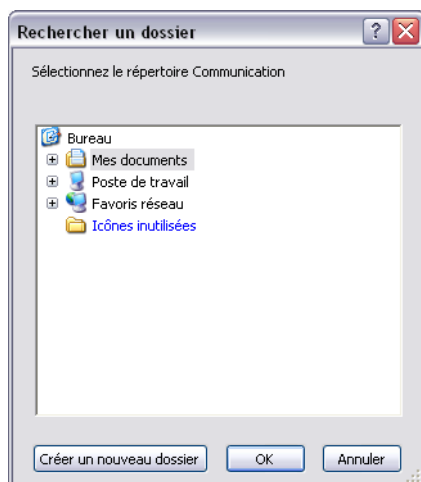 Rechercher un dossier
Sélectionnez le répertoire Communication
Bureau
Mes documents
Poste de travail
Favoris réseau
Icônes inutilisées
Créer un nouveau dossier OK Annuler